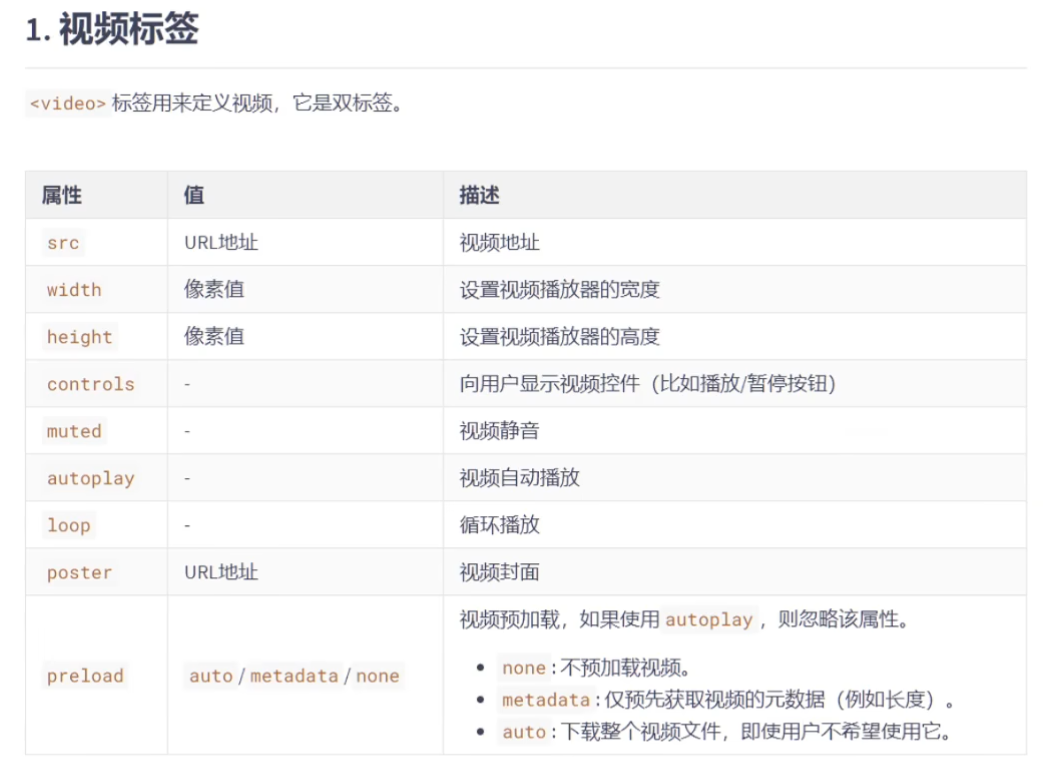 1. 视频标签
<video> 标签用来定义视频，它是双标签。
属性 值 描述
src URL地址 视频地址
width 像素值 设置视频播放器的宽度
height 像素值 设置视频播放器的高度
controls - 向用户显示视频控件（比如播放/暂停按钮）
muted - 视频静音
autoplay - 视频自动播放
loop - 循环播放
poster URL地址 视频封面
preload auto / metadata / none 视频预加载，如果使用 autoplay ，则忽略该属性。
• none : 不预加载视频。
• metadata : 仅预先获取视频的元数据（例如长度）。
• auto : 下载整个视频文件，即使用户不希望使用它。